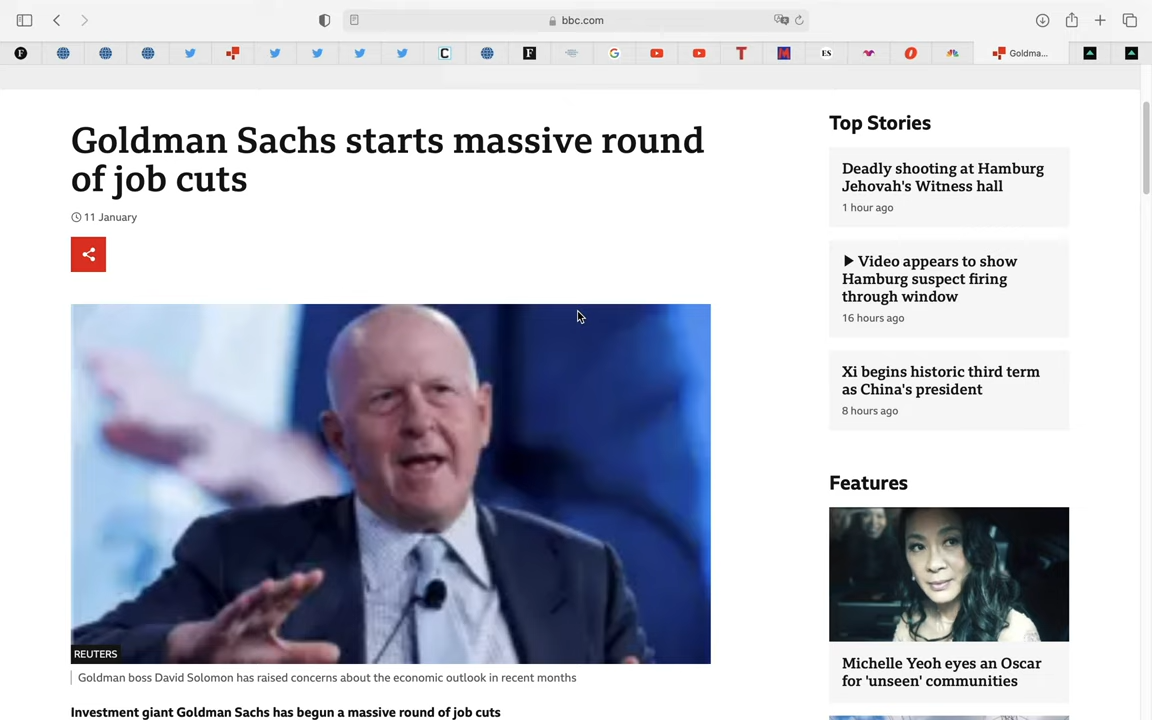 bbc.com
F
C
F
G
T
M
ES
Goldma...
Goldman Sachs starts massive round
of job cuts
11 January
REUTERS
Goldman boss David Solomon has raised concerns about the economic outlook in recent months
Investment giant Goldman Sachs has begun a massive round of job cuts
Top Stories
Deadly shooting at Hamburg
Jehovah's Witness hall
1 hour ago
Video appears to show
Hamburg suspect firing
through window
16 hours ago
Xi begins historic third term
as China's president
8 hours ago
Features
Michelle Yeoh eyes an Oscar
for 'unseen' communities